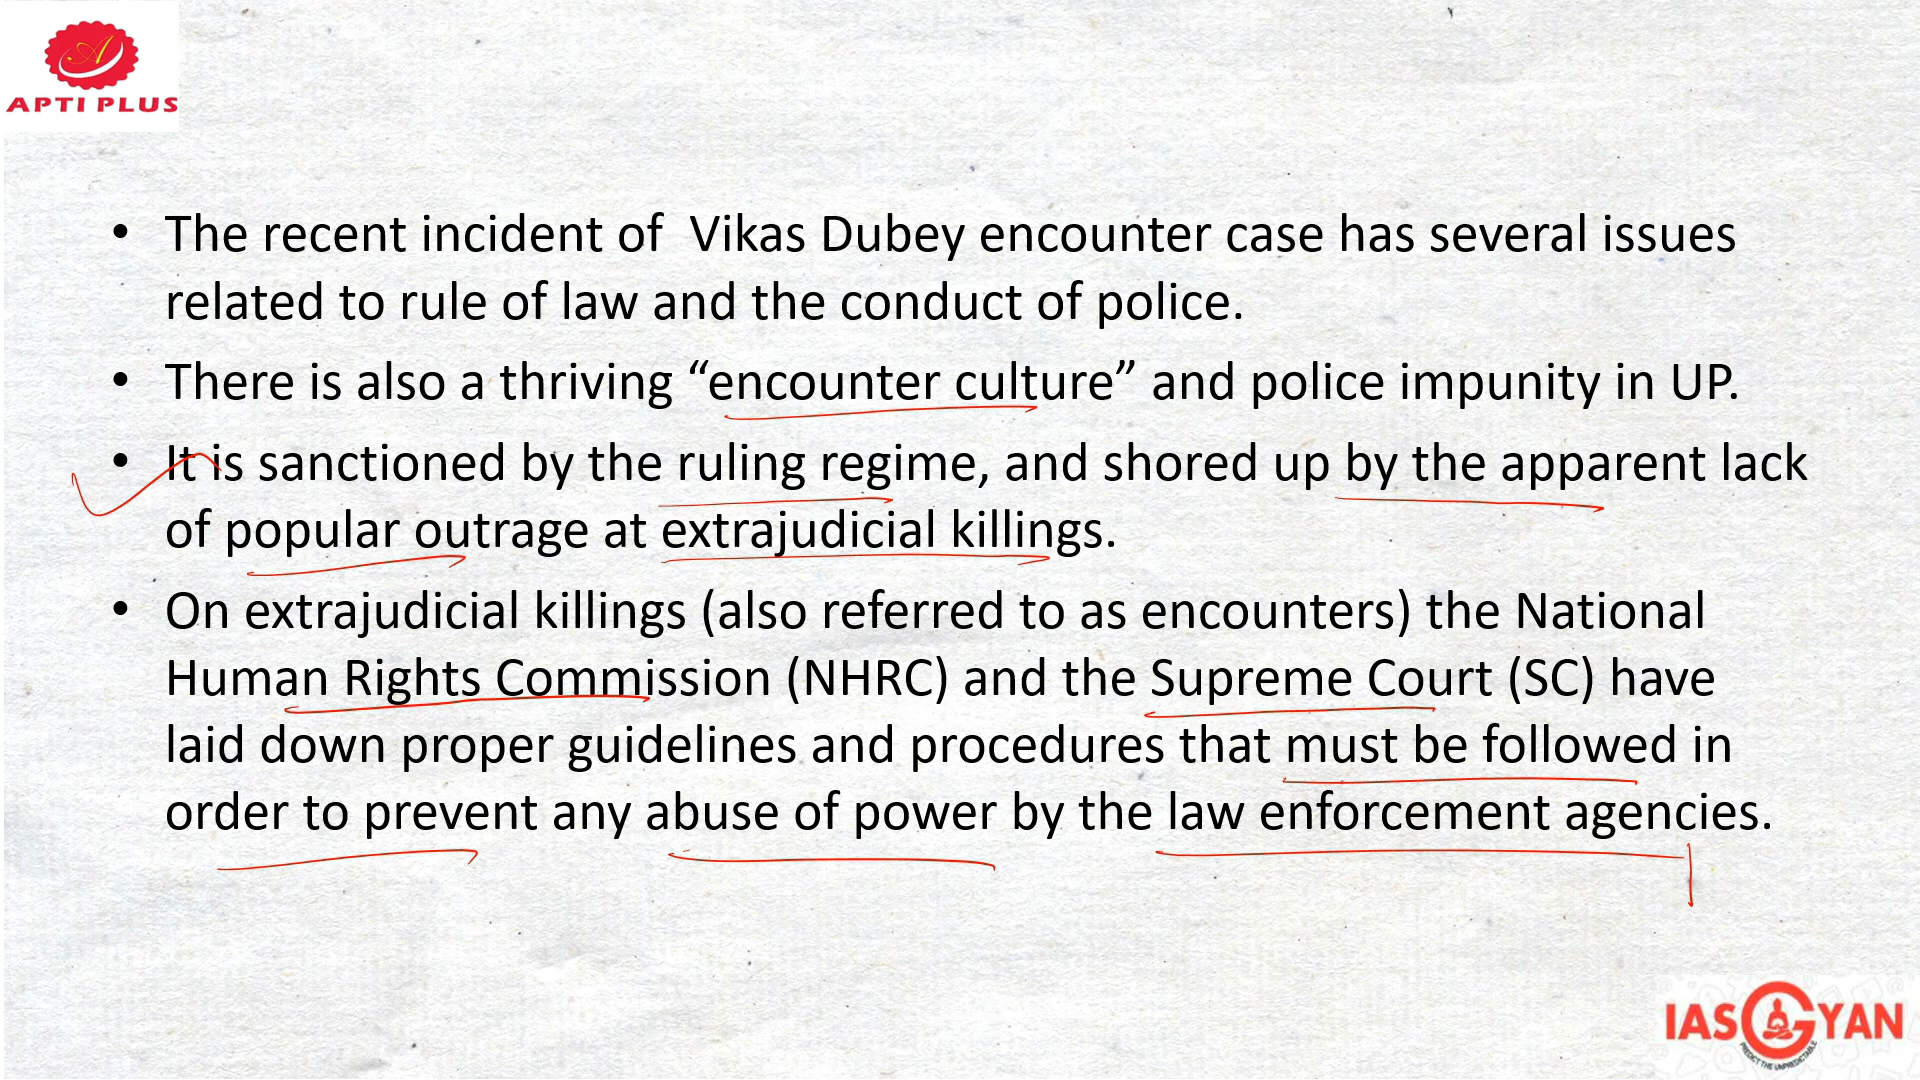 APTI PLUS
• The recent incident of Vikas Dubey encounter case has several issues
related to rule of law and the conduct of police.
• There is also a thriving “encounter culture” and police impunity in UP.
• It is sanctioned by the ruling regime, and shored up by the apparent lack
of popular outrage at extrajudicial killings.
• On extrajudicial killings (also referred to as encounters) the National
Human Rights Commission (NHRC) and the Supreme Court (SC) have
laid down proper guidelines and procedures that must be followed in
order to prevent any abuse of power by the law enforcement agencies.
IAS GYAN
PREDICT THE UNPREDICTABLE